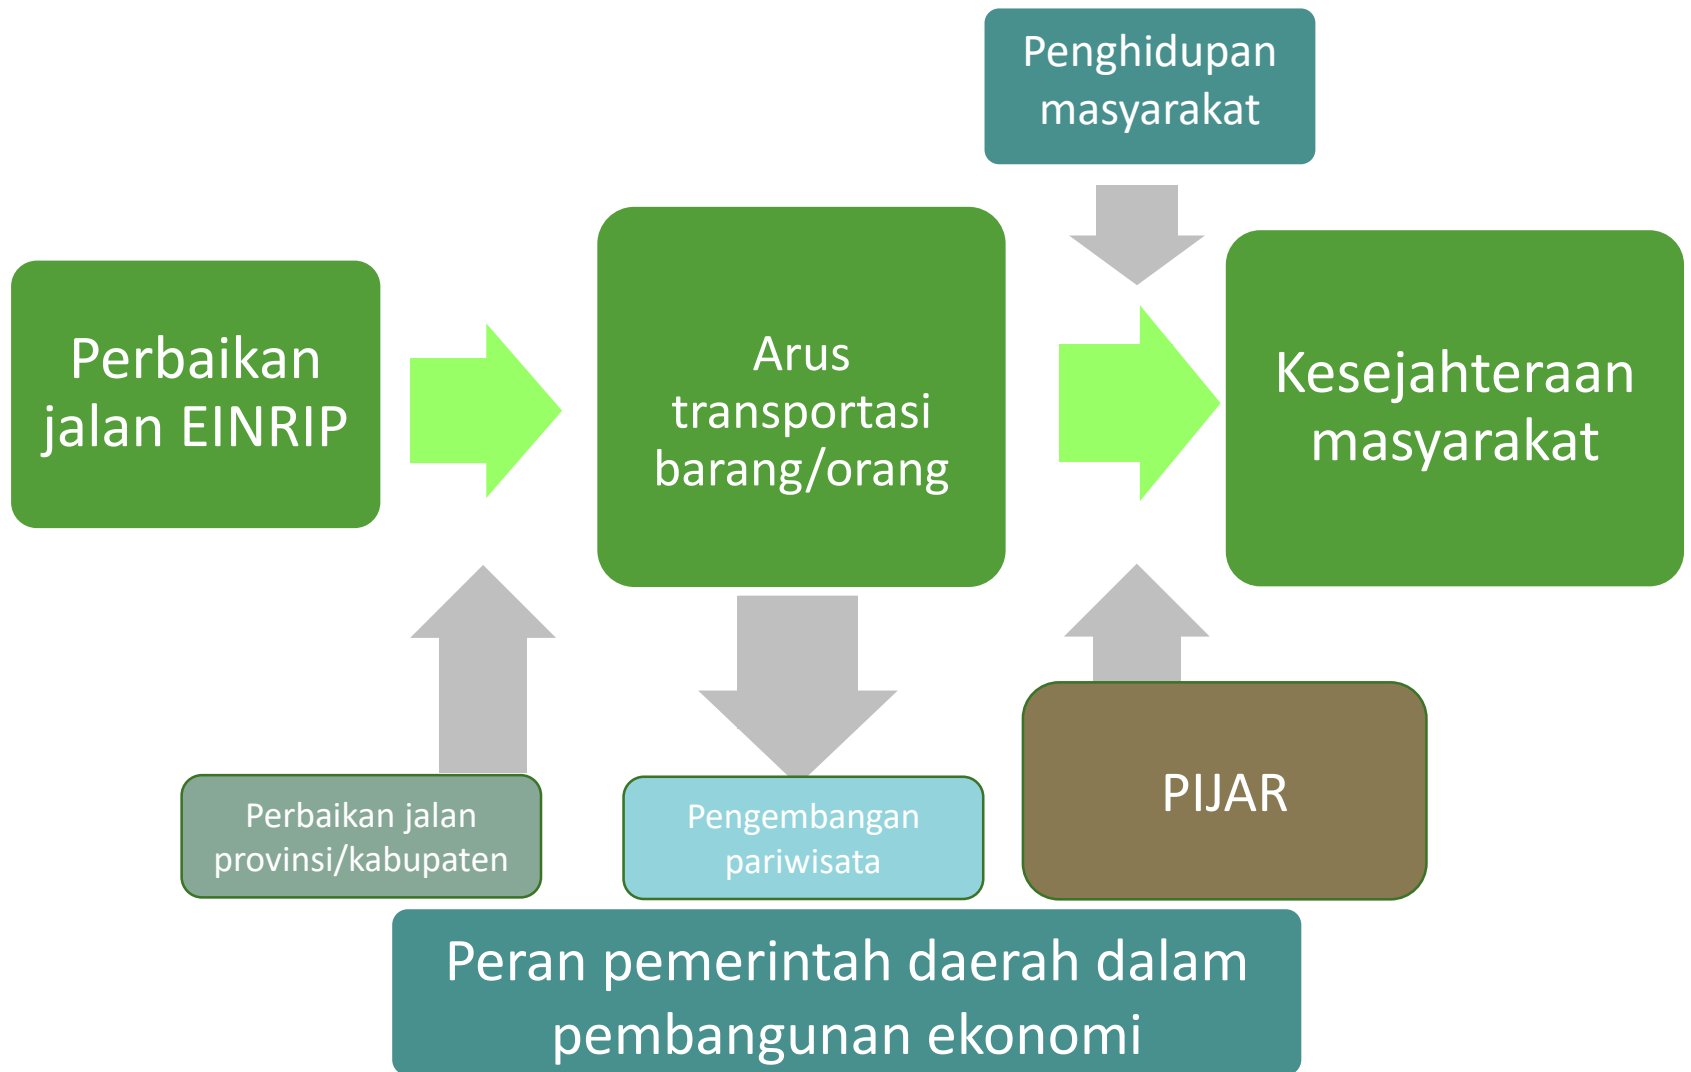 Penghidupan
masyarakat
Perbaikan
jalan EINRIP
Arus
transportasi
barang/orang
Kesejahteraan
masyarakat
Perbaikan jalan
provinsi/kabupaten
Pengembangan
pariwisata
PIJAR
Peran pemerintah daerah dalam
pembangunan ekonomi